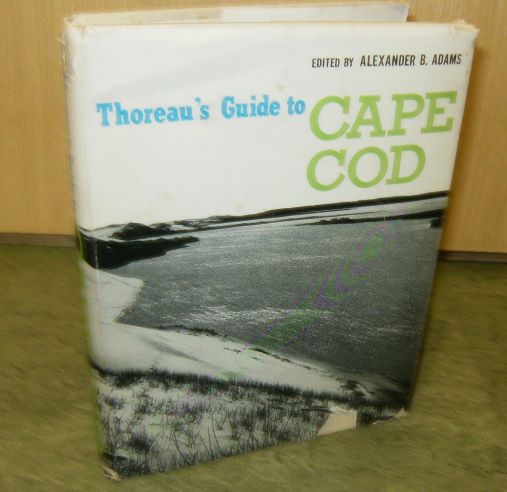 EDITED BY ALEXANDER B. ADAMS
Thoreau's Guide to
CAPE
COD